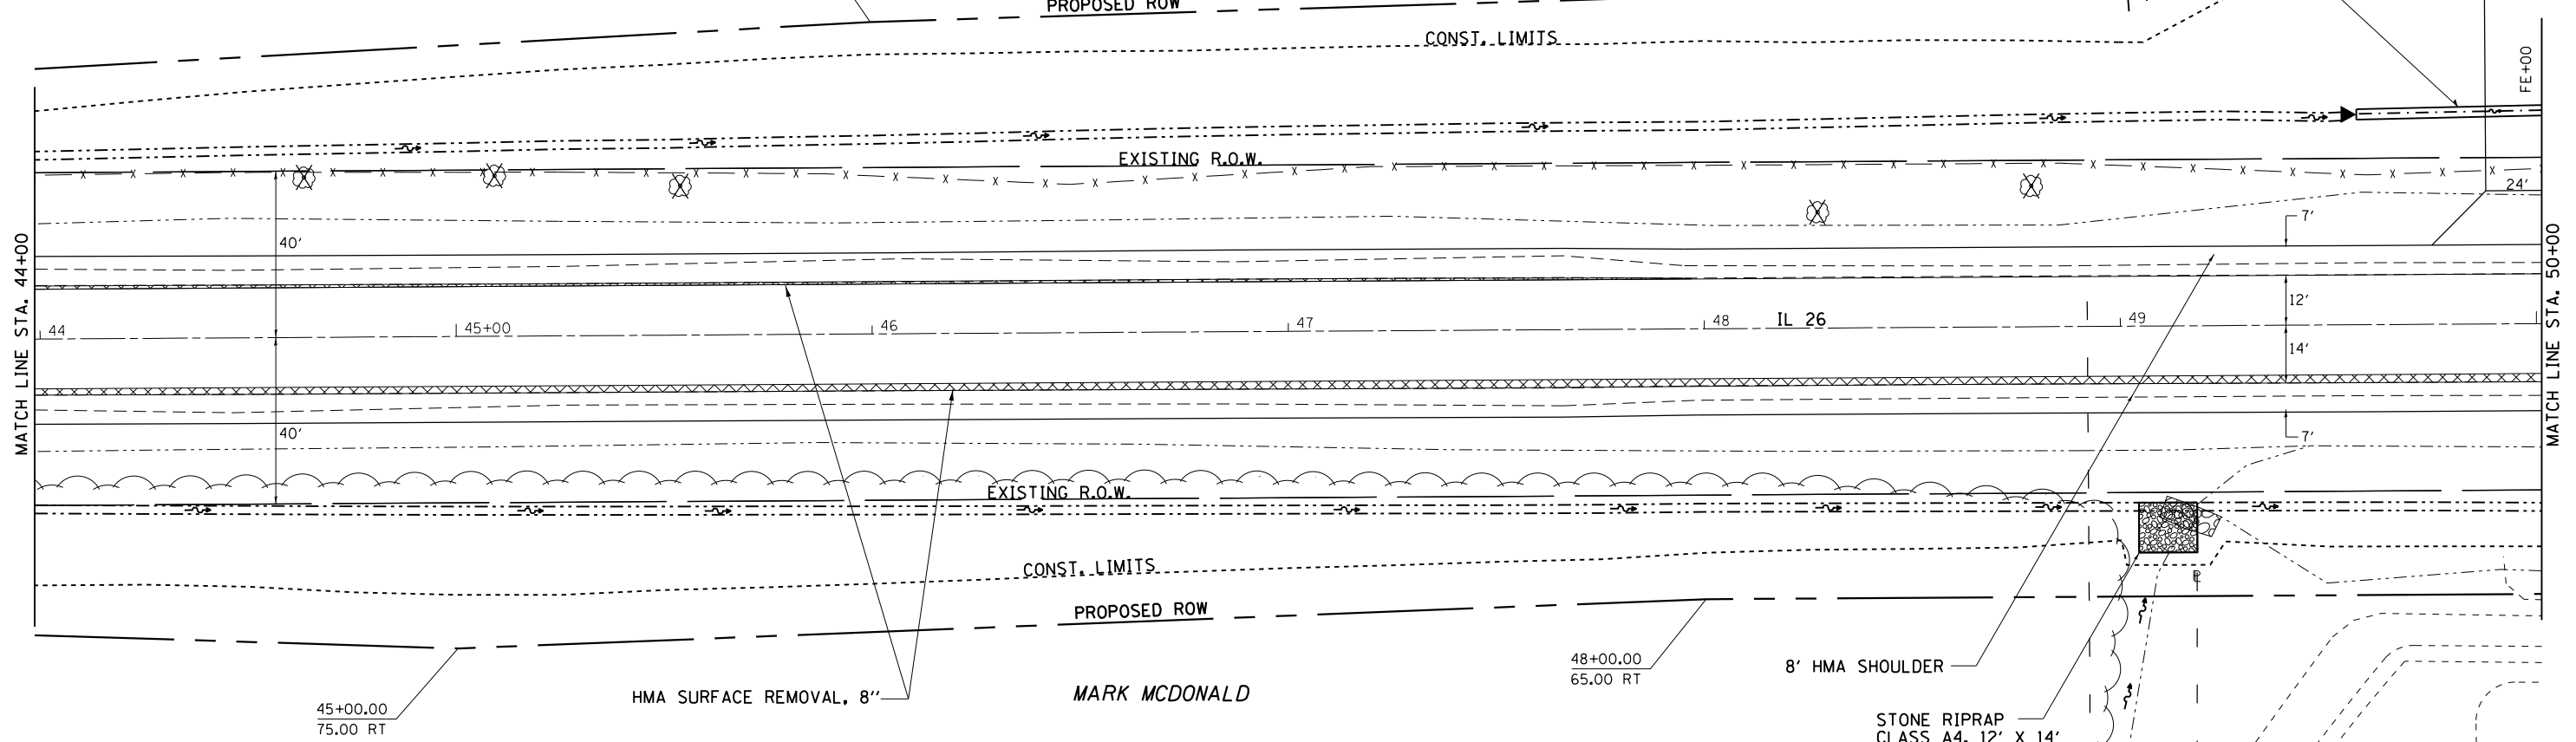 PROPOSED ROW
CONST. LIMITS
FE+00
EXISTING R.O.W.
24'
7'
40'
MATCH LINE STA. 44+00
MATCH LINE STA. 50+00
12'
44
45+00
46
47
48
IL 26
49
14'
40'
7'
EXISTING R.O.W.
CONST. LIMITS
PROPOSED ROW
48+00.00
65.00 RT
8' HMA SHOULDER
HMA SURFACE REMOVAL, 8"
MARK MCDONALD
45+00.00
75.00 RT
STONE RIPRAP
CLASS A4, 12' X 14'